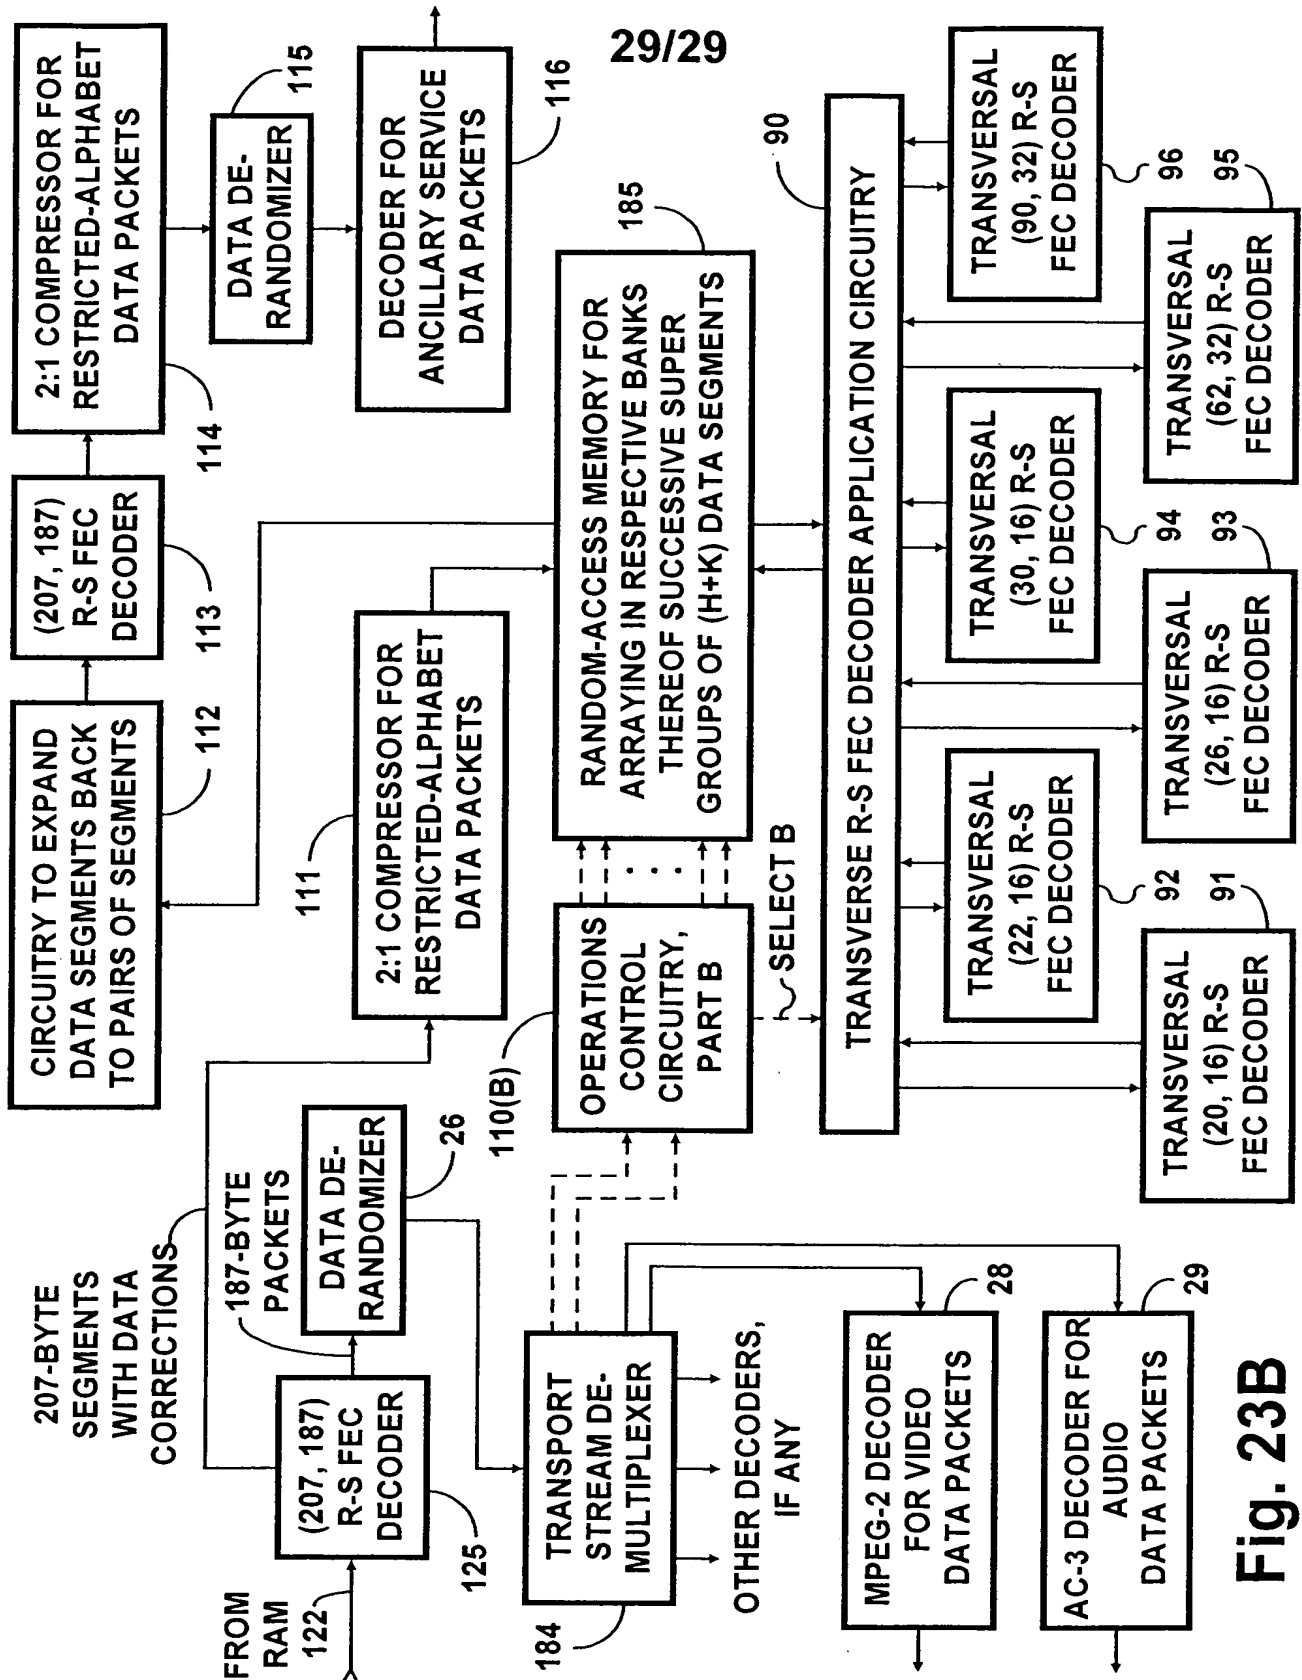 29/29
FROM
RAM
122
(207, 187)
R-S FEC
DECODER
125
207-BYTE
SEGMENTS
WITH DATA
CORRECTIONS
187-BYTE
PACKETS
DATA DE-
RANDOMIZER
26
CIRCUITRY TO EXPAND
DATA SEGMENTS BACK
TO PAIRS OF SEGMENTS
112
(207, 187)
R-S FEC
DECODER
113
2:1 COMPRESSOR FOR
RESTRICTED-ALPHABET
DATA PACKETS
114
DATA DE-
RANDOMIZER
115
DECODER FOR
ANCILLARY SERVICE
DATA PACKETS
116
111
2:1 COMPRESSOR FOR
RESTRICTED-ALPHABET
DATA PACKETS
184
TRANSPORT
STREAM DE-
MULTIPLEXER
110(B)
OPERATIONS
CONTROL
CIRCUITRY,
PART B
RANDOM-ACCESS MEMORY FOR
ARRAYING IN RESPECTIVE BANKS
THEREOF SUCCESSIVE SUPER
GROUPS OF (H+K) DATA SEGMENTS
185
SELECT B
OTHER DECODERS,
IF ANY
TRANSVERSE R-S FEC DECODER APPLICATION CIRCUITRY
90
MPEG-2 DECODER
FOR VIDEO
DATA PACKETS
28
AC-3 DECODER FOR
AUDIO
DATA PACKETS
29
TRANSVERSAL
(22, 16) R-S
FEC DECODER
92
TRANSVERSAL
(30, 16) R-S
FEC DECODER
94
TRANSVERSAL
(90, 32) R-S
FEC DECODER
96
91
TRANSVERSAL
(20, 16) R-S
FEC DECODER
93
TRANSVERSAL
(26, 16) R-S
FEC DECODER
95
TRANSVERSAL
(62, 32) R-S
FEC DECODER
Fig. 23B